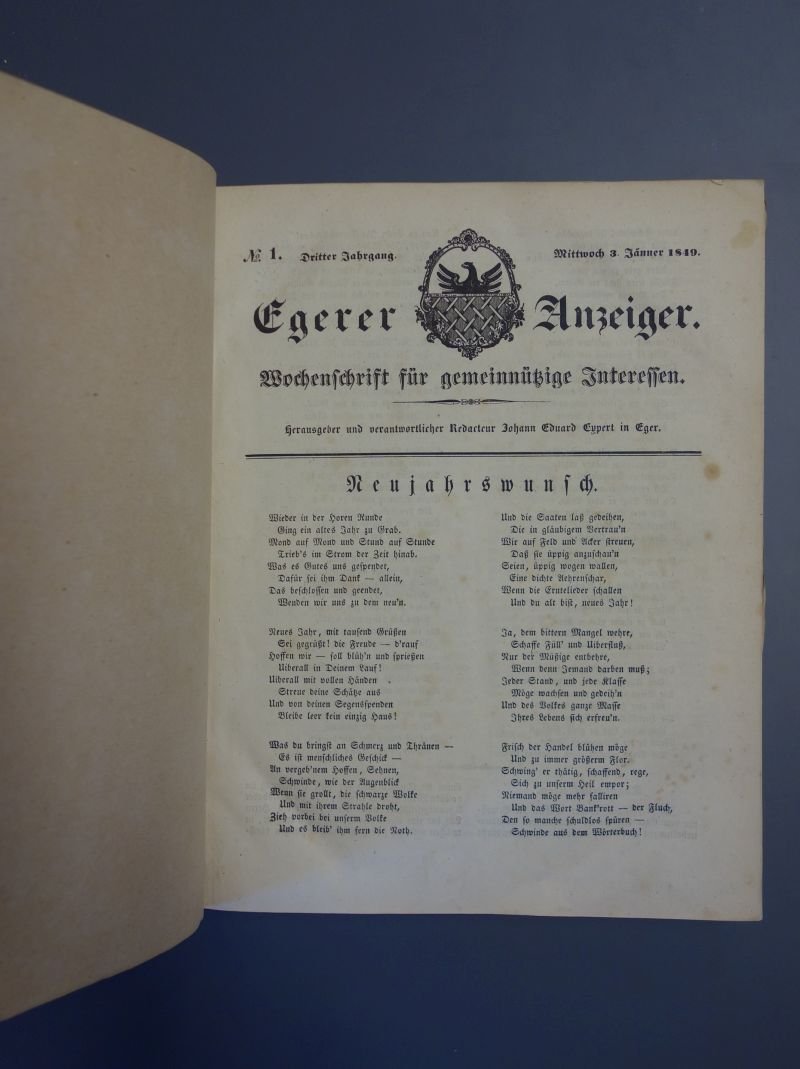 № 1. Dritter Jahrgang. Mittwoch 3. Jänner 1849.
Egerer Anzeiger.
Wochenschrift für gemeinnützige Interessen.
Herausgeber und verantwortlicher Redacteur Johann Eduard Eypert in Eger.
Neujahrswunsch.
Wieder in der Horen Runde
Ging ein altes Jahr zu Grab.
Mond auf Mond und Stund auf Stunde
Trieb's im Strom der Zeit hinab.
Was es Gutes uns gespendet,
Dafür sei ihm Dank — allein,
Das beschlossen und geendet,
Wenden wir uns zu dem neu'n.
Neues Jahr, mit tausend Grüßen
Sei gegrüßt! die Freude — d'rauf
Hoffen wir — soll blüh'n und sprießen
Uiberall in Deinem Lauf!
Uiberall mit vollen Händen
Streue deine Schätze aus
Und von deinen Segensspenden
Bleibe leer kein einzig Haus!
Was du bringst an Schmerz und Thränen —
Es ist menschliches Geschick —
An vergeb'nem Hoffen, Sehnen,
Schwinde, wie der Augenblick
Wenn sie grollt, die schwarze Wolke
Und mit ihrem Strahle droht,
Zieh vorbei bei unserm Volke
Und es bleib' ihm fern die Noth.
Und die Saaten laß gedeihen,
Die in gläubigem Vertrau'n
Wir auf Feld und Acker streuen,
Daß sie üppig anzuschau'n
Seien, üppig wogen wallen,
Eine dichte Aehrenschar,
Wenn die Erntelieder schallen
Und du alt bist, neues Jahr!
Ja, dem bittern Mangel wehre,
Schaffe Füll' und Uiberfluß,
Nur der Müßige entbehre,
Wenn denn Jemand darben muß;
Jeder Stand, und jede Klasse
Möge wachsen und gedeih'n
Und des Volkes ganze Masse
Ihres Lebens sich erfreu'n.
Frisch der Handel blühen möge
Und zu immer größerm Flor.
Schwing' er thätig, schaffend, rege,
Sich zu unserm Heil empor;
Niemand möge mehr falliren
Und das Wort Bank'rott — der Fluch,
Den so manche schuldlos spüren —
Schwinde aus dem Wörterbuch!